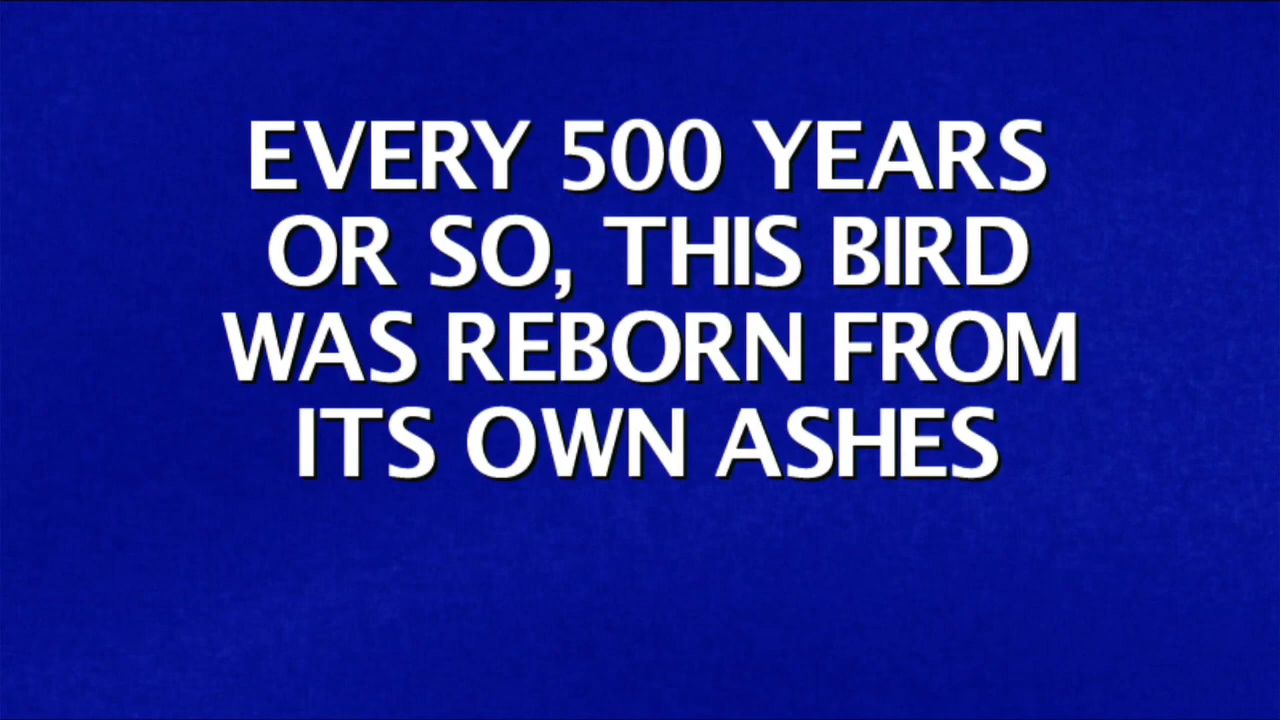 EVERY 500 YEARS
OR SO, THIS BIRD
WAS REBORN FROM
ITS OWN ASHES